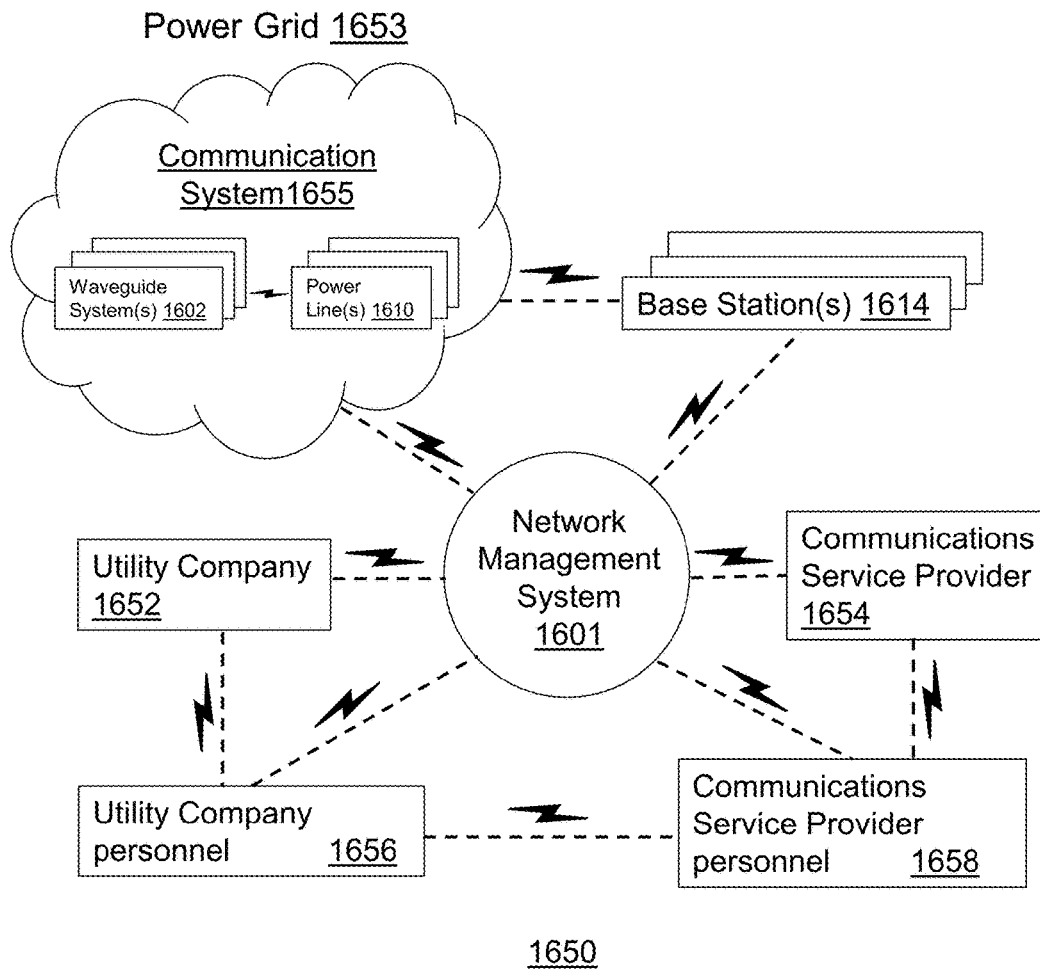 Power Grid 1653
Communication
System1655
Waveguide
System(s) 1602
Power
Line(s) 1610
Base Station(s) 1614
Network
Management
System
1601
Utility Company
1652
Communications
Service Provider
1654
Utility Company
personnel 1656
Communications
Service Provider
personnel 1658
1650